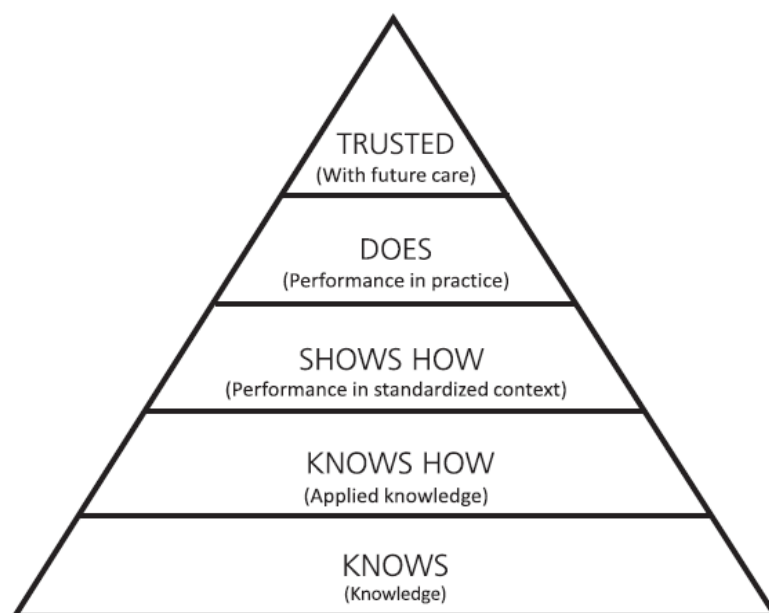 TRUSTED
(With future care)
DOES
(Performance in practice)
SHOWS HOW
(Performance in standardized context)
KNOWS HOW
(Applied knowledge)
KNOWS
(Knowledge)